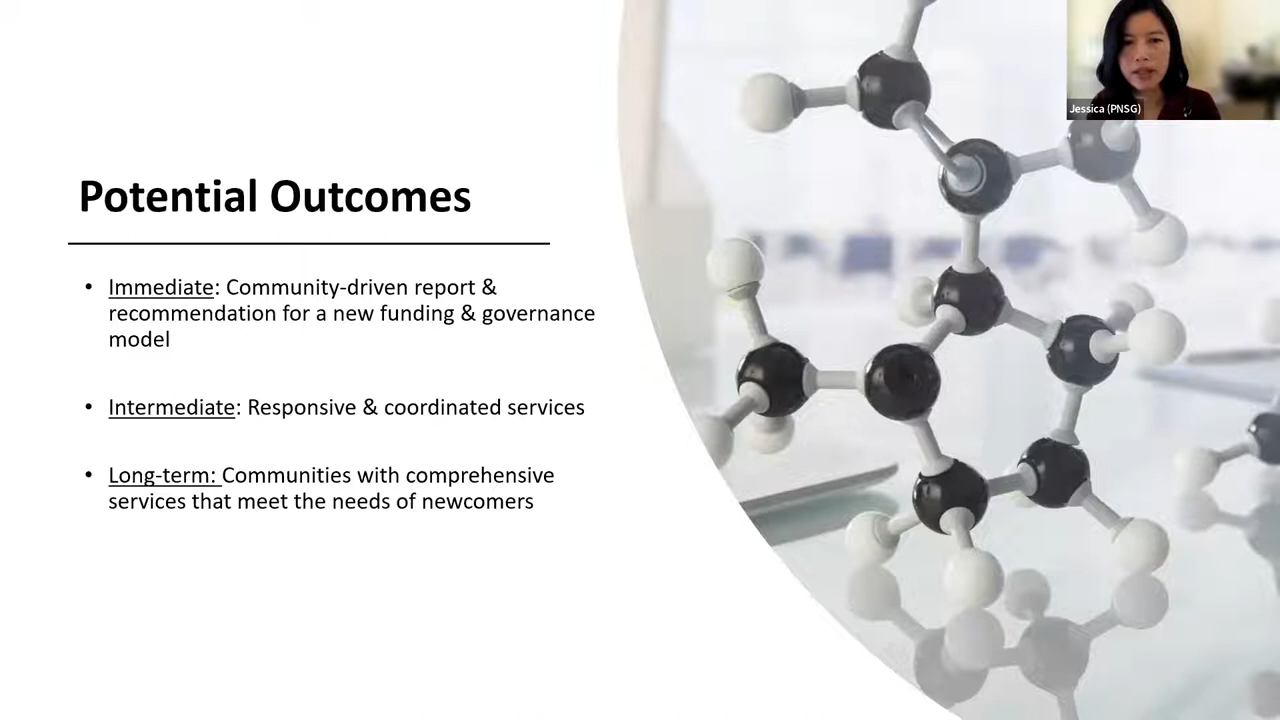 Jessica (PNSG)
Potential Outcomes
• Immediate: Community-driven report &
recommendation for a new funding & governance
model
• Intermediate: Responsive & coordinated services
• Long-term: Communities with comprehensive
services that meet the needs of newcomers